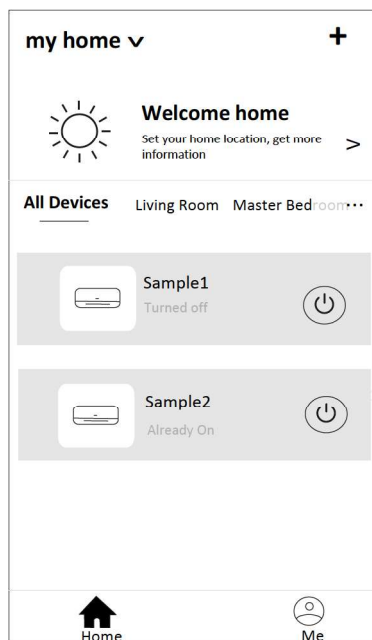 my home
Welcome home
Set your home location, get more
information
All Devices
Living Room
Master Bedroom
Sample1
Turned off
Sample2
Already On
Home
Me